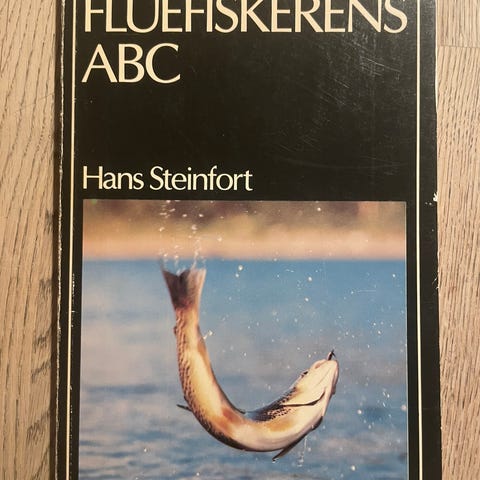 FLUEFISKERENS
ABC
Hans Steinfort